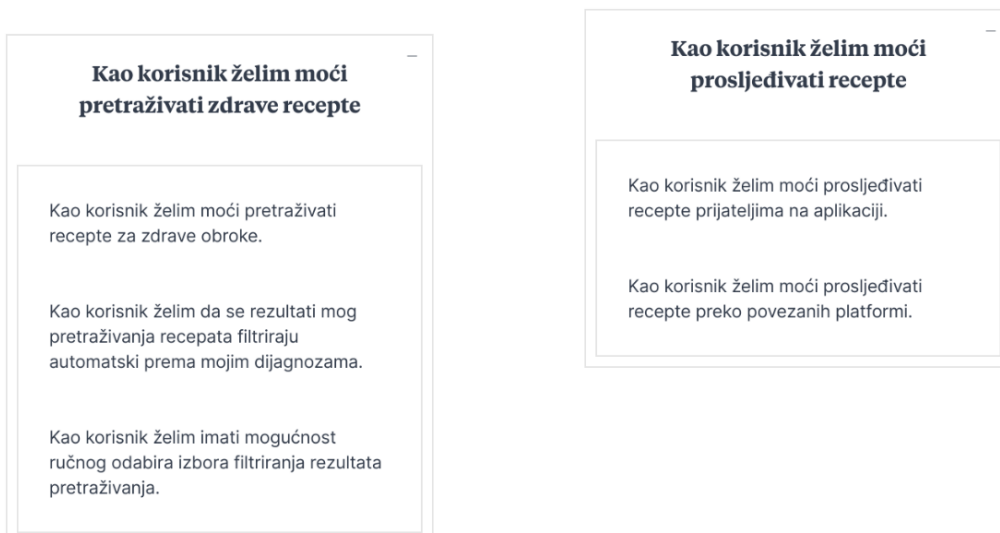 Kao korisnik želim moći
pretraživati zdrave recepte
Kao korisnik želim moći pretraživati
recepte za zdrave obroke.
Kao korisnik želim da se rezultati mog
pretraživanja recepata filtriraju
automatski prema mojim dijagnozama.
Kao korisnik želim imati mogućnost
ručnog odabira izbora filtriranja rezultata
pretraživanja.
Kao korisnik želim moći
prosljeđivati recepte
Kao korisnik želim moći prosljeđivati
recepte prijateljima na aplikaciji.
Kao korisnik želim moći prosljeđivati
recepte preko povezanih platformi.